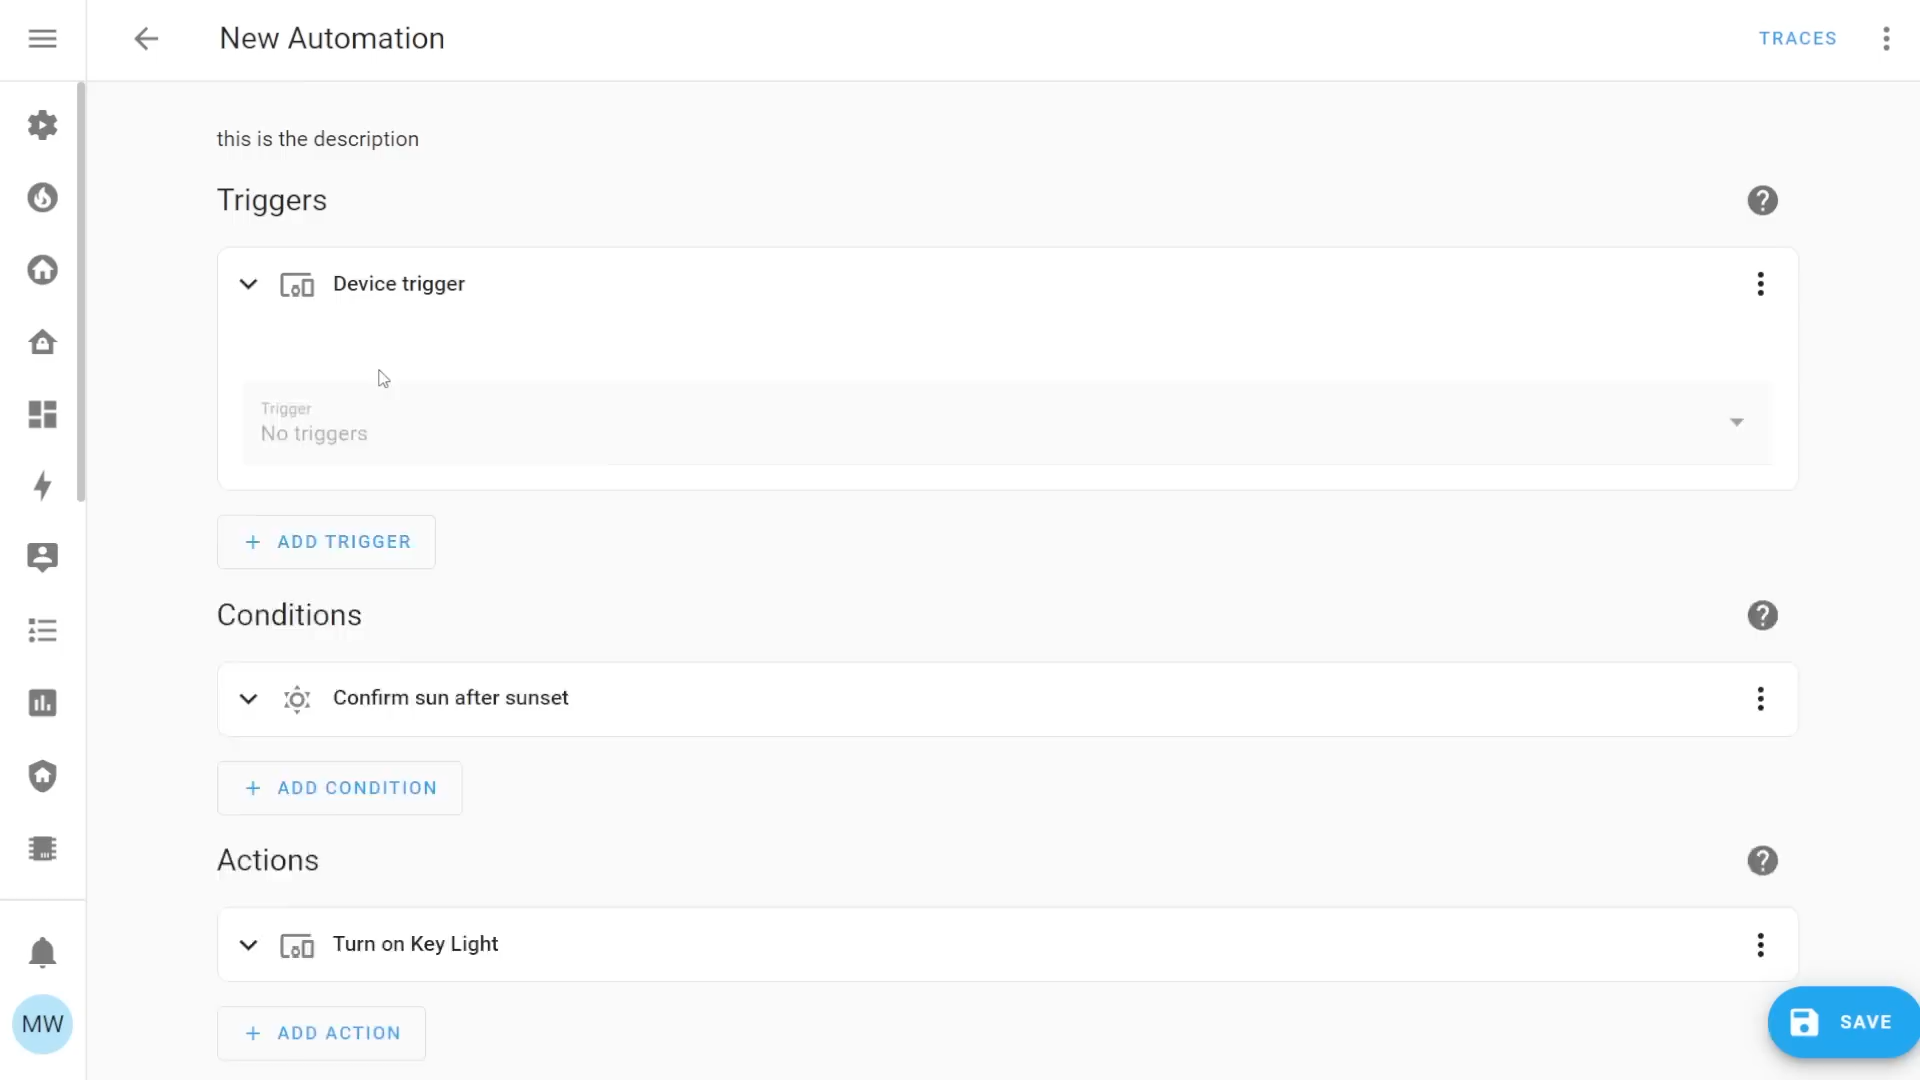 New Automation
TRACES
this is the description
Triggers
Device trigger
Trigger
No triggers
ADD TRIGGER
Conditions
Confirm sun after sunset
ADD CONDITION
Actions
Turn on Key Light
ADD ACTION
SAVE
MW